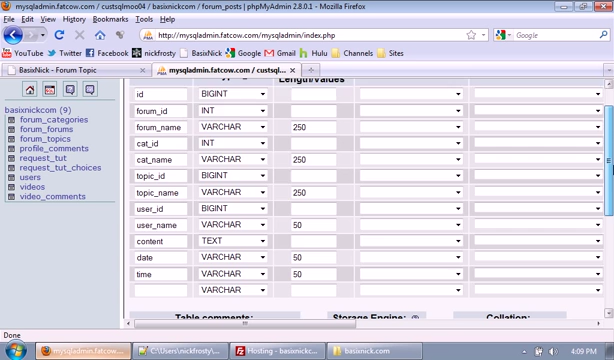 mysqladmin.fatcow.com / custsqlmoo04 / basixnickcom / forum_posts | phpMyAdmin 2.8.0.1 - Mozilla Firefox
File Edit View History Bookmarks Tools Help
http://mysqladmin.fatcow.com/mysqladmin/index.php
phpmyadmin
YouTube Twitter nickfrosty BasixNick Google Gmail Hulu Channels Sites
BasixNick - Forum Topic
mysqladmin.fatcow.com / custsql...
Length/Values
basixnickcom (9)
forum_categories
forum_forums
forum_topics
profile_comments
request_tut
request_tut_choices
users
videos
video_comments
id BIGINT
forum_id INT
forum_name VARCHAR 250
cat_id INT
cat_name VARCHAR 250
topic_id BIGINT
topic_name VARCHAR 250
user_id BIGINT
user_name VARCHAR 50
content TEXT
date VARCHAR 50
time VARCHAR 50
VARCHAR
Table comments: Storage Engine: Collation:
Done
mysqladmin.fatcow.c... C:\Users\nickfrosty\... Hosting - basixnickc... basixnick.com
4:09 PM